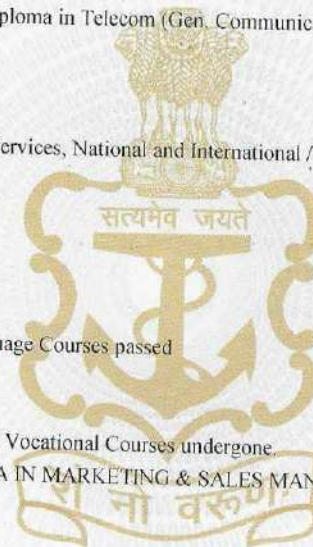 ploma in Telecom (Gen. Communic
ervices, National and International /
सत्यमेव जयते
uage Courses passed
Vocational Courses undergone.
A IN MARKETING & SALES MAN
शं नो वरुणः